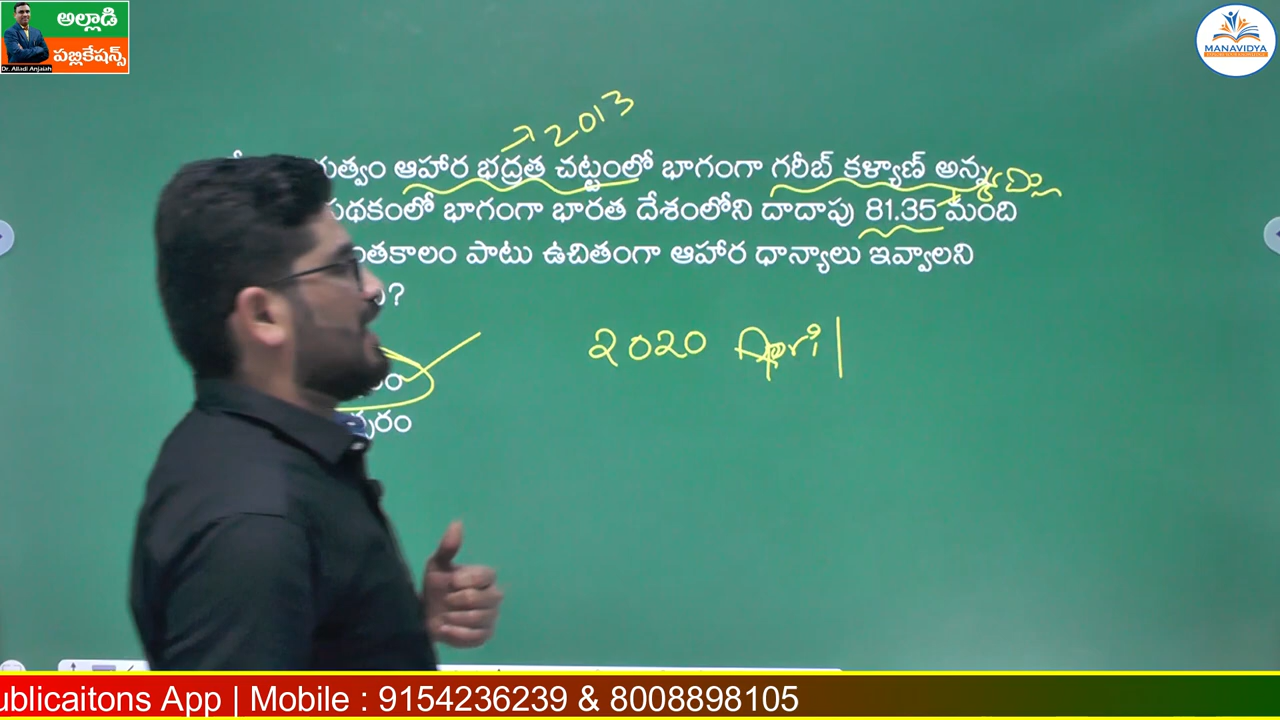 అల్లాడి
పబ్లికేషన్స్
Dr. Alladi Anjaiah
MANAVIDYA
→ 2013
ఆహార భద్రత చట్టంలో భాగంగా గరీబ్ కళ్యాణ్ అన్న
పథకంలో భాగంగా భారత దేశంలోని దాదాపు 81.35 మంది
పాటు ఉచితంగా ఆహార ధాన్యాలు ఇవ్వాలని
?
2020 April
ublicaitons App | Mobile : 9154236239 & 8008898105